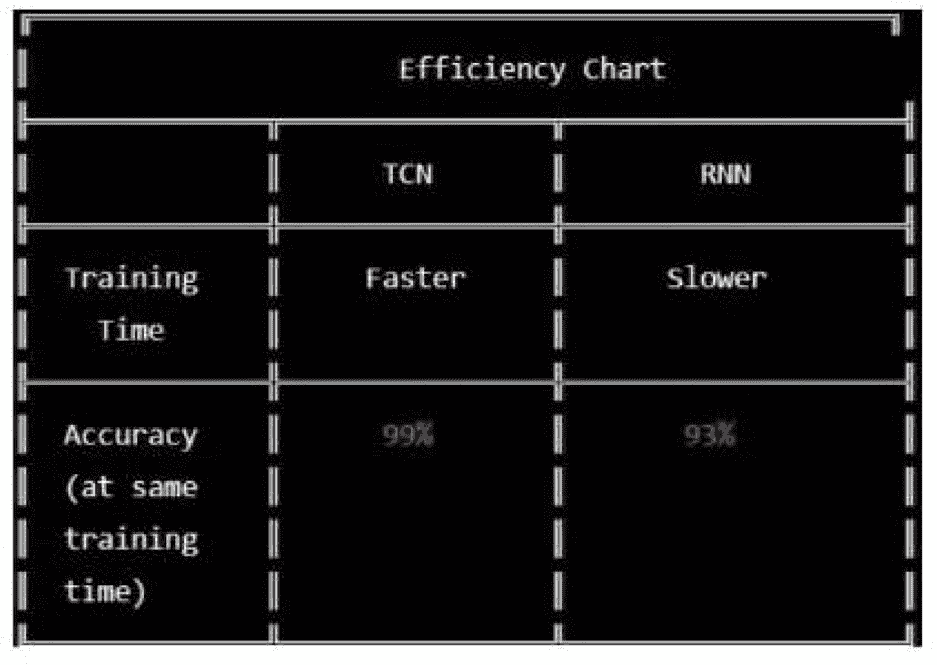 Efficiency Chart
TCN RNN
Training Faster Slower
Time
Accuracy 99% 93%
(at same
training
time)